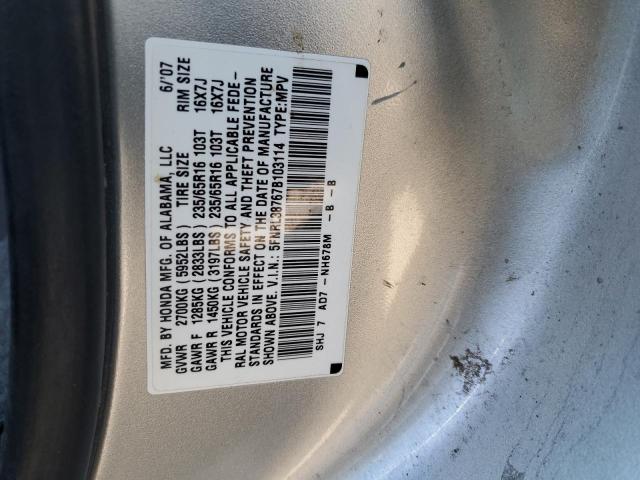 MFD. BY HONDA MFG. OF ALABAMA, LLC 6/'07
GVWR 2700KG (5952LBS) TIRE SIZE RIM SIZE
GAWR F 1285KG (2833LBS) 235/65R16 103T 16X7J
GAWR R 1450KG (3197LBS) 235/65R16 103T 16X7J
THIS VEHICLE CONFORMS TO ALL APPLICABLE FEDE-
RAL MOTOR VEHICLE SAFETY AND THEFT PREVENTION
STANDARDS IN EFFECT ON THE DATE OF MANUFACTURE
SHOWN ABOVE. V.I.N.: 5FNRL38767B103114 TYPE:MPV
SHJ 7 AD7 - NH678M - B - B